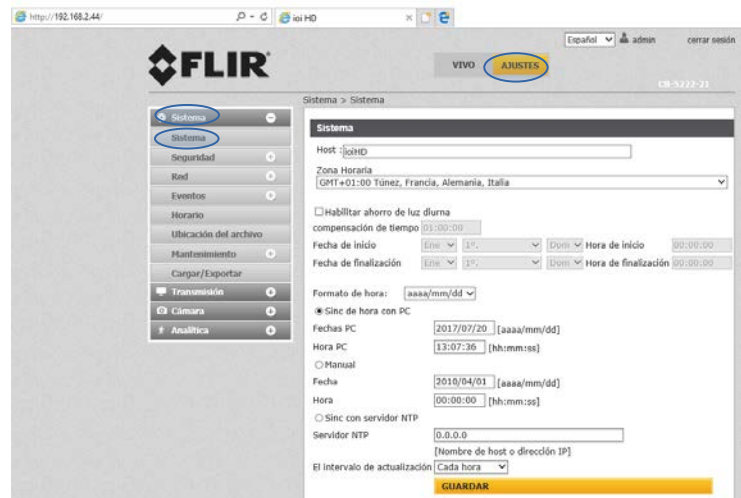 http://192.168.2.44/
ioi HD
Español admin cerrar sesión
FLIR
VIVO AJUSTES
CB-5222-21
Sistema > Sistema
Sistema
Sistema
Seguridad
Red
Eventos
Horario
Ubicación del archivo
Mantenimiento
Cargar/Exportar
Transmisión
Cámara
Analítica
Sistema
Host : ioiHD
Zona Horaria
GMT+01:00 Túnez, Francia, Alemania, Italia
Habilitar ahorro de luz diurna
compensación de tiempo 01:00:00
Fecha de inicio Ene 1º. Dom Hora de inicio 00:00:00
Fecha de finalización Ene 1º. Dom Hora de finalización 00:00:00
Formato de hora: aaaa/mm/dd
Sinc de hora con PC
Fechas PC 2017/07/20 [aaaa/mm/dd]
Hora PC 13:07:36 [hh:mm:ss]
Manual
Fecha 2010/04/01 [aaaa/mm/dd]
Hora 00:00:00 [hh:mm:ss]
Sinc con servidor NTP
Servidor NTP 0.0.0.0
[Nombre de host o dirección IP]
El intervalo de actualización Cada hora
GUARDAR